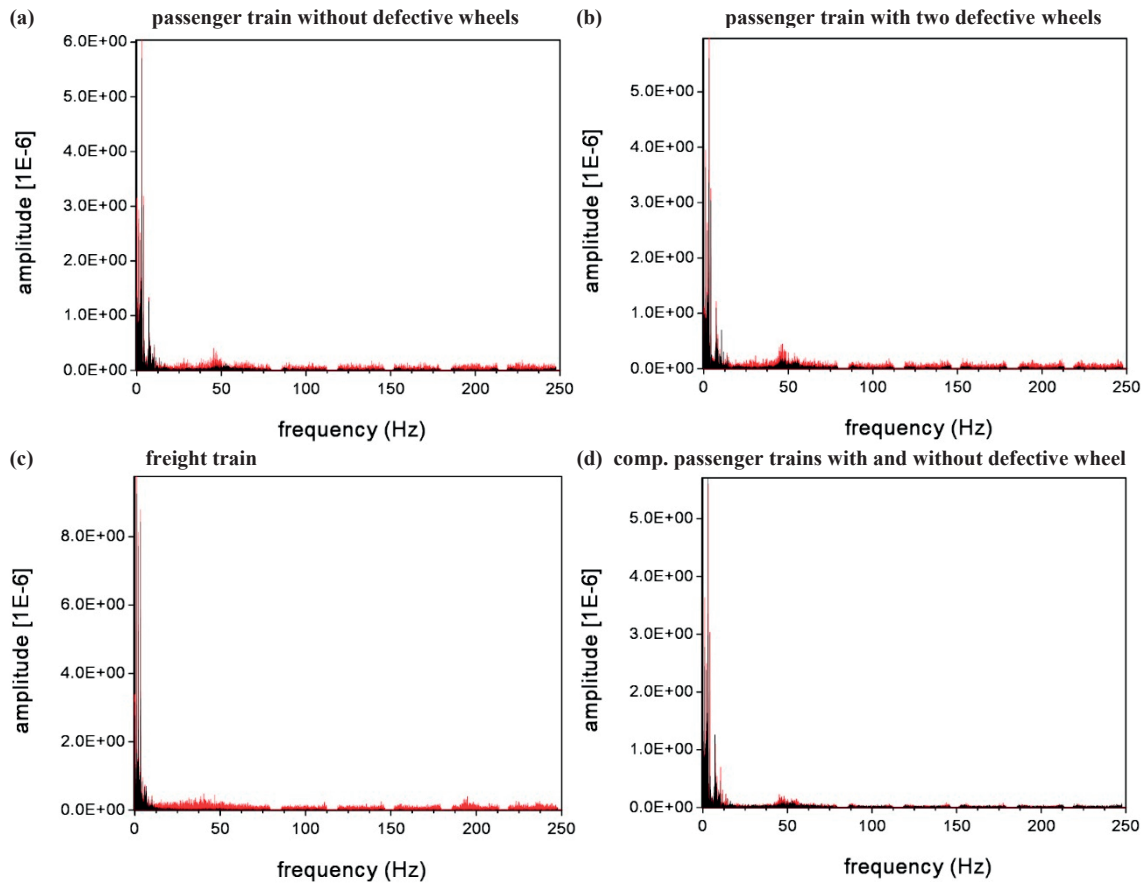 (a) passenger train without defective wheels
6.0E+00
5.0E+00
4.0E+00
3.0E+00
2.0E+00
1.0E+00
0.0E+00
amplitude [1E-6]
0 50 100 150 200 250
frequency (Hz)
(b) passenger train with two defective wheels
5.0E+00
4.0E+00
3.0E+00
2.0E+00
1.0E+00
0.0E+00
amplitude [1E-6]
0 50 100 150 200 250
frequency (Hz)
(c) freight train
8.0E+00
6.0E+00
4.0E+00
2.0E+00
0.0E+00
amplitude [1E-6]
0 50 100 150 200 250
frequency (Hz)
(d) comp. passenger trains with and without defective wheel
5.0E+00
4.0E+00
3.0E+00
2.0E+00
1.0E+00
0.0E+00
amplitude [1E-6]
0 50 100 150 200 250
frequency (Hz)